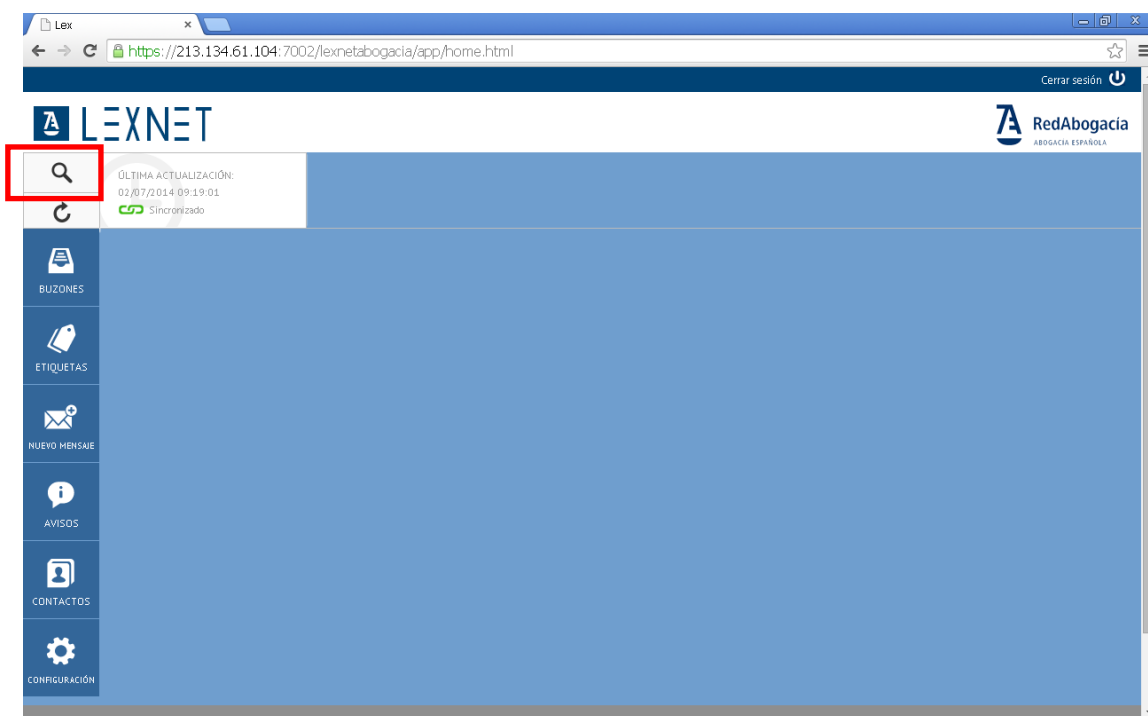 Lex
https://213.134.61.104:7002/lexnetabogacia/app/home.html
Cerrar sesión
LEXNET
RedAbogacía
ABOGACIA ESPAÑOLA
ÚLTIMA ACTUALIZACIÓN:
02/07/2014 09:19:01
Sincronizado
BUZONES
ETIQUETAS
NUEVO MENSAJE
AVISOS
CONTACTOS
CONFIGURACIÓN